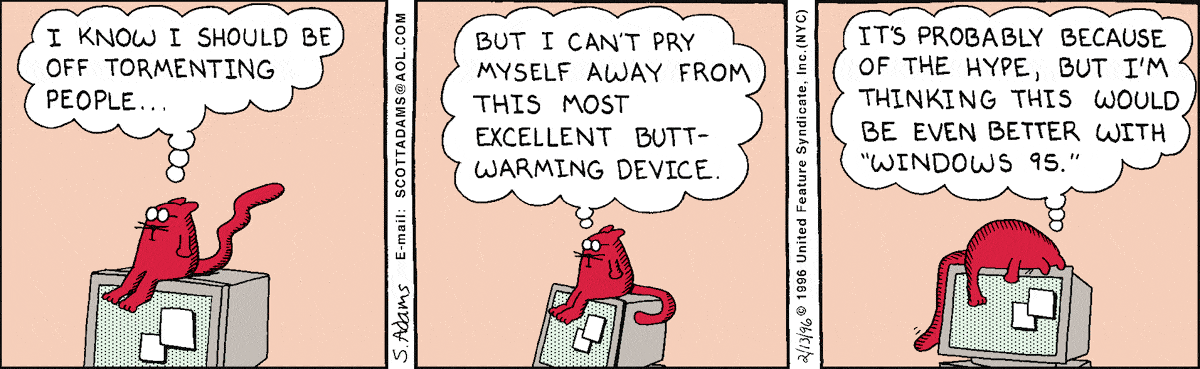 I KNOW I SHOULD BE
OFF TORMENTING
PEOPLE...
S. Adams
E-mail: SCOTTADAMS@AOL.COM
BUT I CAN'T PRY
MYSELF AWAY FROM
THIS MOST
EXCELLENT BUTT-
WARMING DEVICE.
2/13/96 © 1996 United Feature Syndicate, Inc.(NYC)
IT'S PROBABLY BECAUSE
OF THE HYPE, BUT I'M
THINKING THIS WOULD
BE EVEN BETTER WITH
"WINDOWS 95."